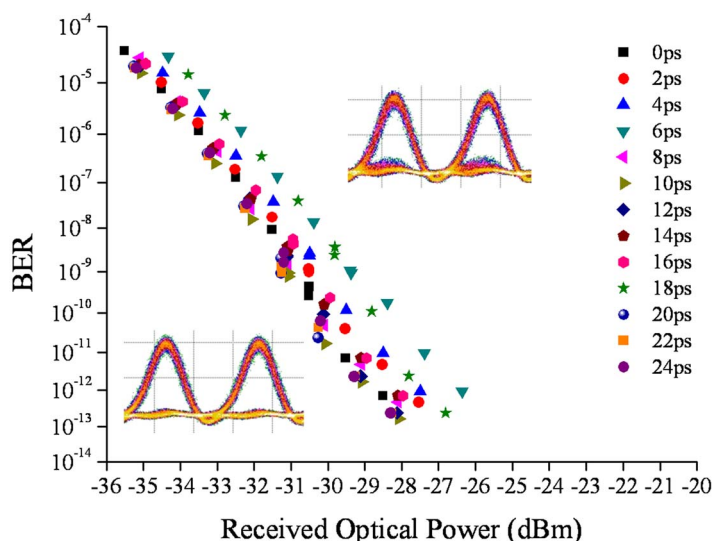 BER
10⁻⁴
10⁻⁵
10⁻⁶
10⁻⁷
10⁻⁸
10⁻⁹
10⁻¹⁰
10⁻¹¹
10⁻¹²
10⁻¹³
10⁻¹⁴
0ps
2ps
4ps
6ps
8ps
10ps
12ps
14ps
16ps
18ps
20ps
22ps
24ps
-36 -35 -34 -33 -32 -31 -30 -29 -28 -27 -26 -25 -24 -23 -22 -21 -20
Received Optical Power (dBm)